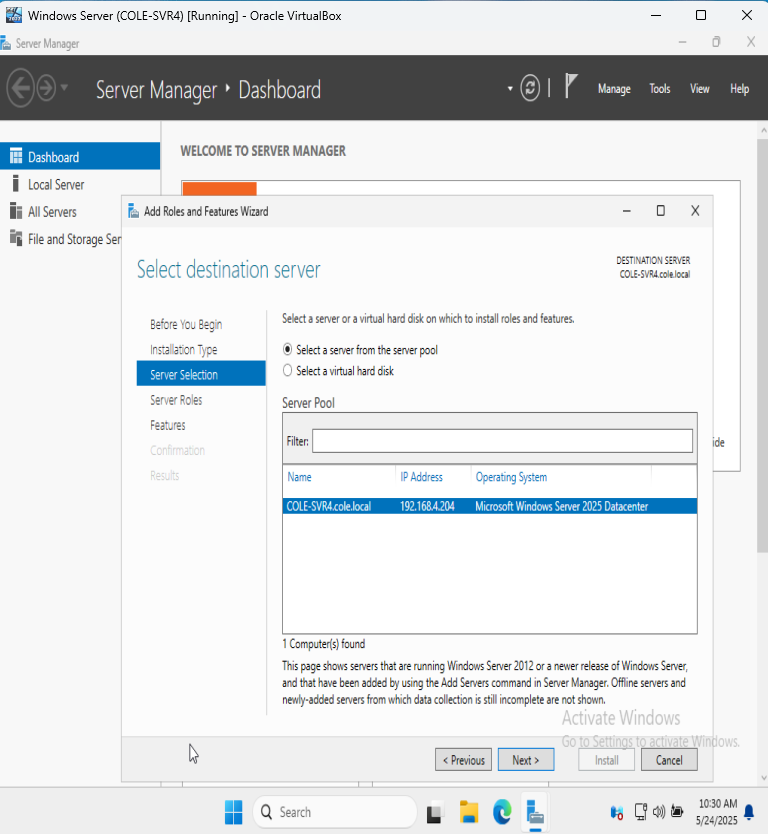 Windows Server (COLE-SVR4) [Running] - Oracle VirtualBox
Server Manager
Server Manager ‣ Dashboard
Manage Tools View Help
Dashboard
Local Server
All Servers
File and Storage Ser
WELCOME TO SERVER MANAGER
Add Roles and Features Wizard
Select destination server
DESTINATION SERVER
COLE-SVR4.cole.local
Before You Begin
Installation Type
Server Selection
Server Roles
Features
Confirmation
Results
Select a server or a virtual hard disk on which to install roles and features.
Select a server from the server pool
Select a virtual hard disk
Server Pool
Filter:
Name IP Address Operating System
COLE-SVR4.cole.local 192.168.4.204 Microsoft Windows Server 2025 Datacenter
1 Computer(s) found
This page shows servers that are running Windows Server 2012 or a newer release of Windows Server,
and that have been added by using the Add Servers command in Server Manager. Offline servers and
newly-added servers from which data collection is still incomplete are not shown.
ide
Activate Windows
Go to Settings to activate Windows.
< Previous Next > Install Cancel
Search
10:30 AM
5/24/2025